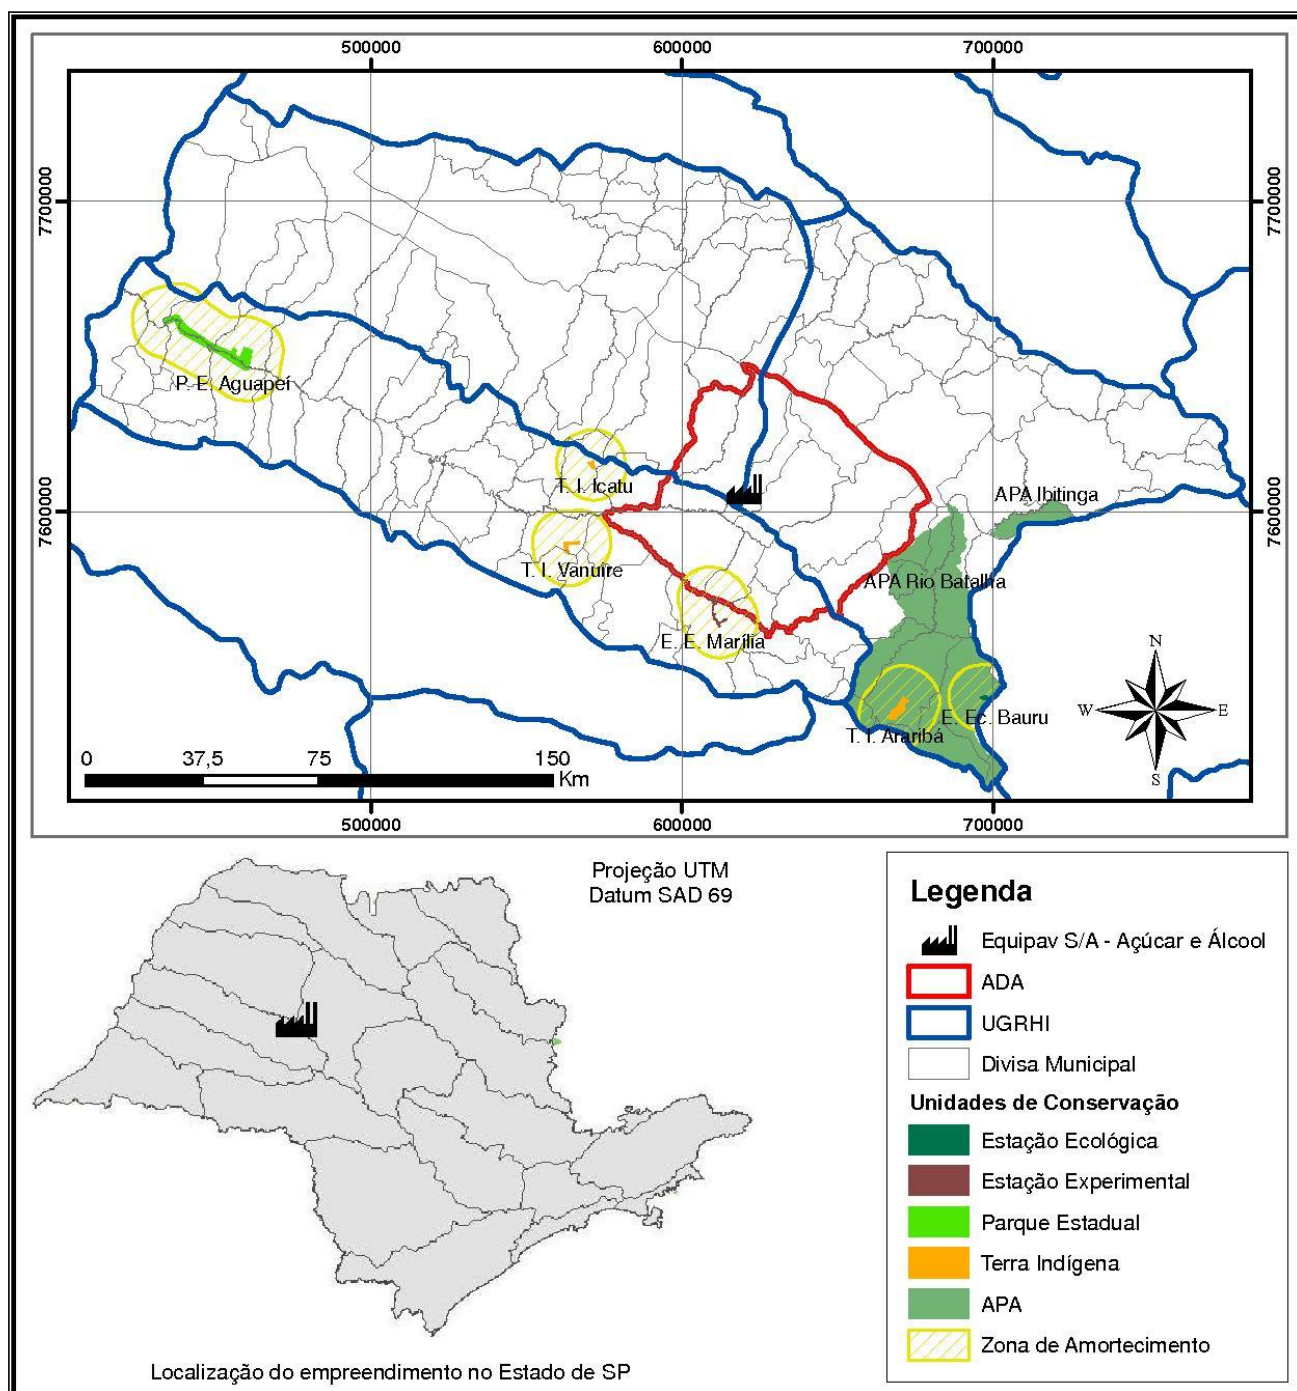 500000 600000 700000
7700000 7700000
P. E. Aguapeí
T. I. Icatu
APA Ibitinga
7600000 7600000
T. I. Vanuire
APA Rio Batalha
E. E. Marília
N
W E
S
E. Ec. Bauru
T. I. Araribá
0 37,5 75 150
Km
500000 600000 700000
Projeção UTM
Datum SAD 69
Localização do empreendimento no Estado de SP
Legenda
Equipav S/A - Açúcar e Álcool
ADA
UGRHI
Divisa Municipal
Unidades de Conservação
Estação Ecológica
Estação Experimental
Parque Estadual
Terra Indígena
APA
Zona de Amortecimento